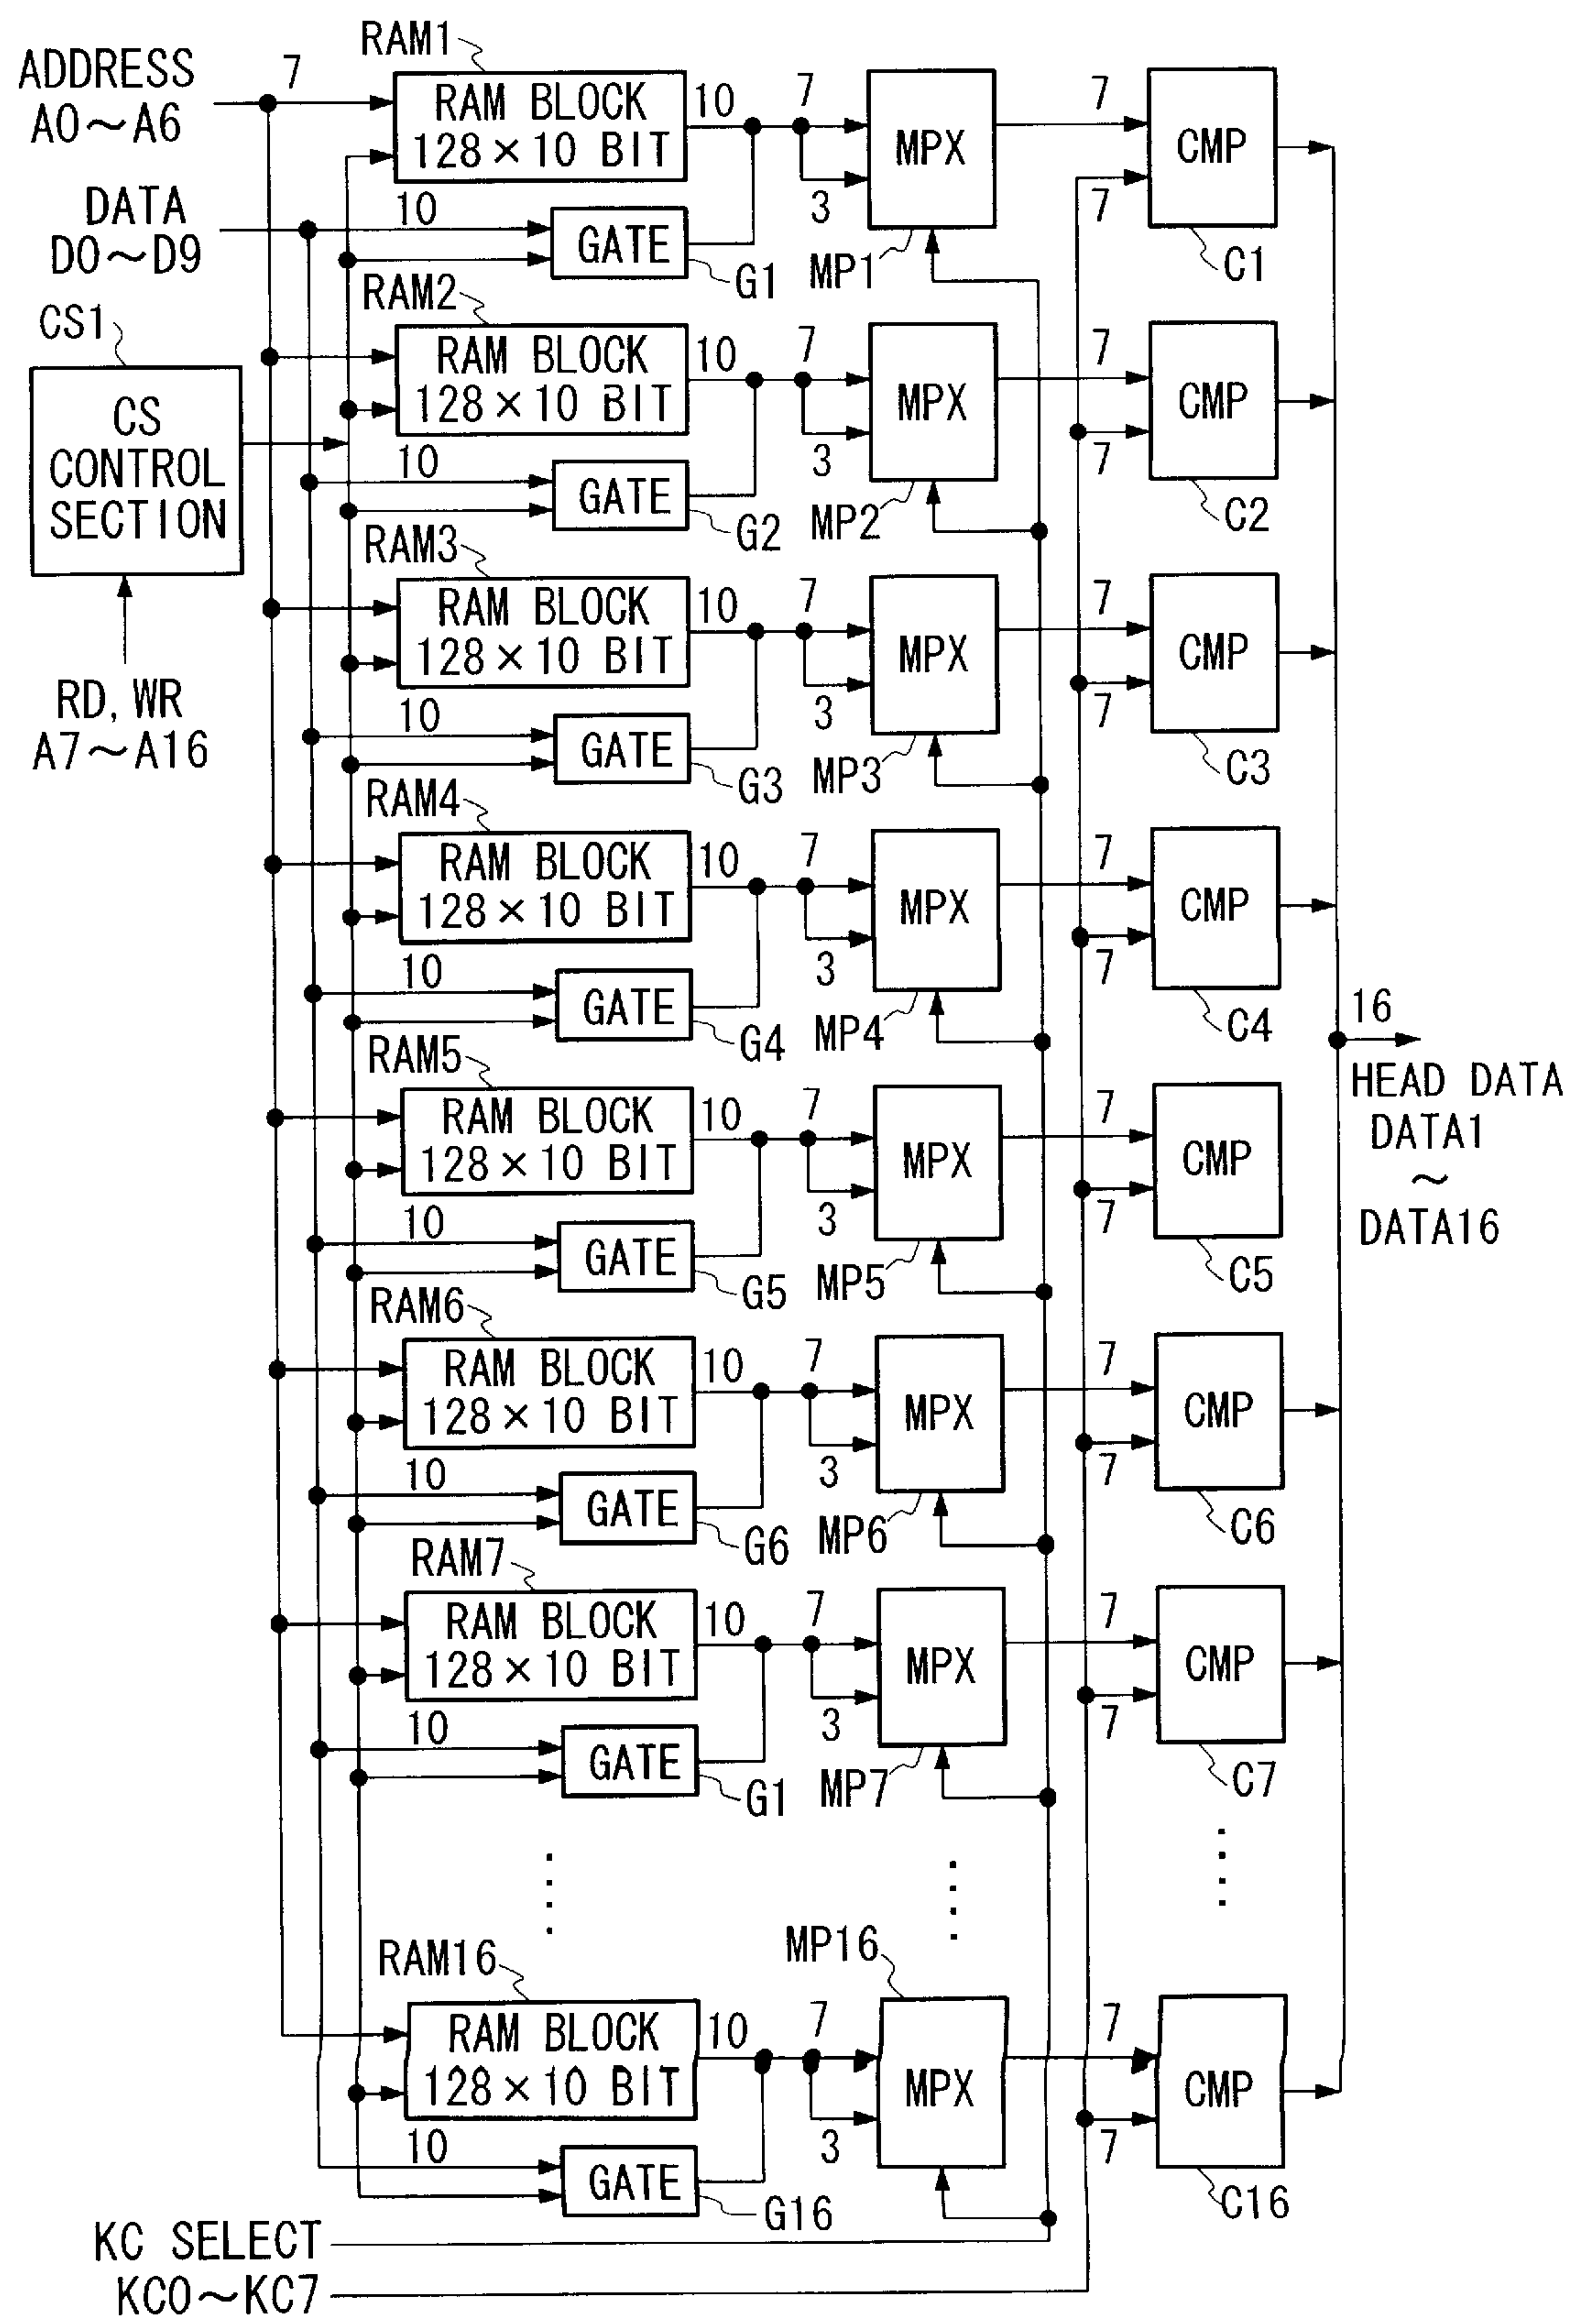 ADDRESS
A0～A6
7
RAM1
RAM BLOCK
128×10 BIT
10
7
3
MPX
MP1
7
7
CMP
C1
DATA
D0～D9
10
GATE
G1
CS1
CS
CONTROL
SECTION
RD, WR
A7～A16
RAM2
RAM BLOCK
128×10 BIT
10
7
3
MPX
MP2
7
7
CMP
C2
10
GATE
G2
RAM3
RAM BLOCK
128×10 BIT
10
7
3
MPX
MP3
7
7
CMP
C3
10
GATE
G3
RAM4
RAM BLOCK
128×10 BIT
10
7
3
MPX
MP4
7
7
CMP
C4
10
GATE
G4
16
HEAD DATA
DATA1
～
DATA16
RAM5
RAM BLOCK
128×10 BIT
10
7
3
MPX
MP5
7
7
CMP
C5
10
GATE
G5
RAM6
RAM BLOCK
128×10 BIT
10
7
3
MPX
MP6
7
7
CMP
C6
10
GATE
G6
RAM7
RAM BLOCK
128×10 BIT
10
7
3
MPX
MP7
7
7
CMP
C7
10
GATE
G1
RAM16
RAM BLOCK
128×10 BIT
10
7
3
MP16
MPX
7
7
CMP
C16
10
GATE
G16
KC SELECT
KC0～KC7